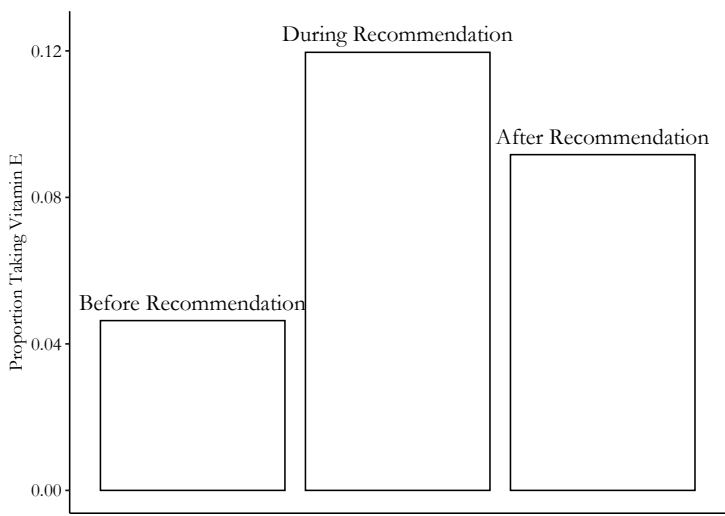 During Recommendation
0.12
After Recommendation
0.08
Proportion Taking Vitamin E
Before Recommendation
0.04
0.00